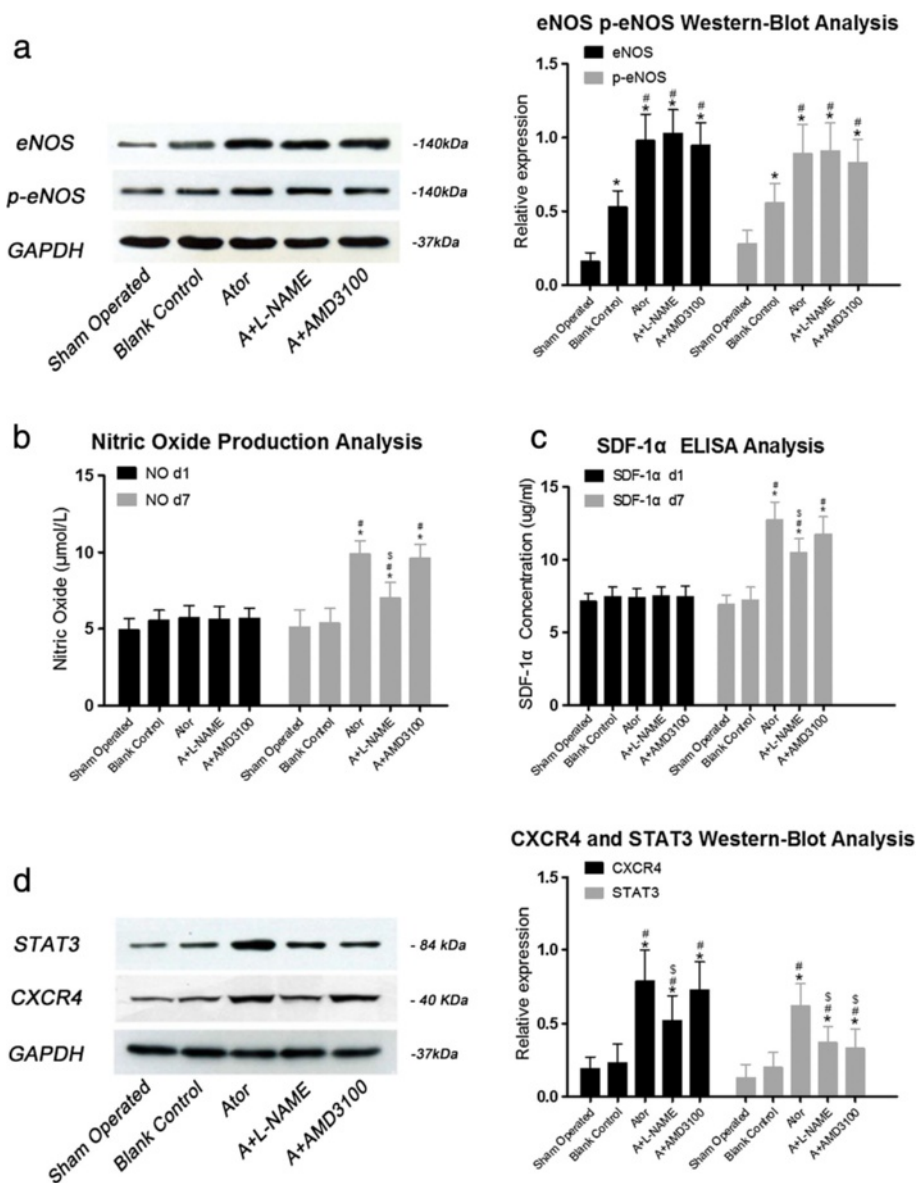 a
eNOS
-140kDa
p-eNOS
-140kDa
GAPDH
-37kDa
Sham Operated
Blank Control
Ator
A+L-NAME
A+AMD3100
eNOS p-eNOS Western-Blot Analysis
eNOS
p-eNOS
Relative expression
1.5
1.0
0.5
0.0
*
#
*
#
*
#
*
*
#
*
#
*
#
*
Sham Operated
Blank Control
Ator
A+L-NAME
A+AMD3100
Sham Operated
Blank Control
Ator
A+L-NAME
A+AMD3100
b
Nitric Oxide Production Analysis
NO d1
NO d7
Nitric Oxide (μmol/L)
15
10
5
0
#
*
$
#
*
#
*
Sham Operated
Blank Control
Ator
A+L-NAME
A+AMD3100
Sham Operated
Blank Control
Ator
A+L-NAME
A+AMD3100
c
SDF-1α ELISA Analysis
SDF-1α d1
SDF-1α d7
SDF-1α Concentration (ug/ml)
15
10
5
0
#
*
$
#
*
#
*
Sham Operated
Blank Control
Ator
A+L-NAME
A+AMD3100
Sham Operated
Blank Control
Ator
A+L-NAME
A+AMD3100
d
STAT3
- 84 kDa
CXCR4
- 40 KDa
GAPDH
-37kDa
Sham Operated
Blank Control
Ator
A+L-NAME
A+AMD3100
CXCR4 and STAT3 Western-Blot Analysis
CXCR4
STAT3
Relative expression
1.5
1.0
0.5
0.0
#
*
$
#
*
#
*
#
*
$
#
*
$
#
*
Sham Operated
Blank Control
Ator
A+L-NAME
A+AMD3100
Sham Operated
Blank Control
Ator
A+L-NAME
A+AMD3100